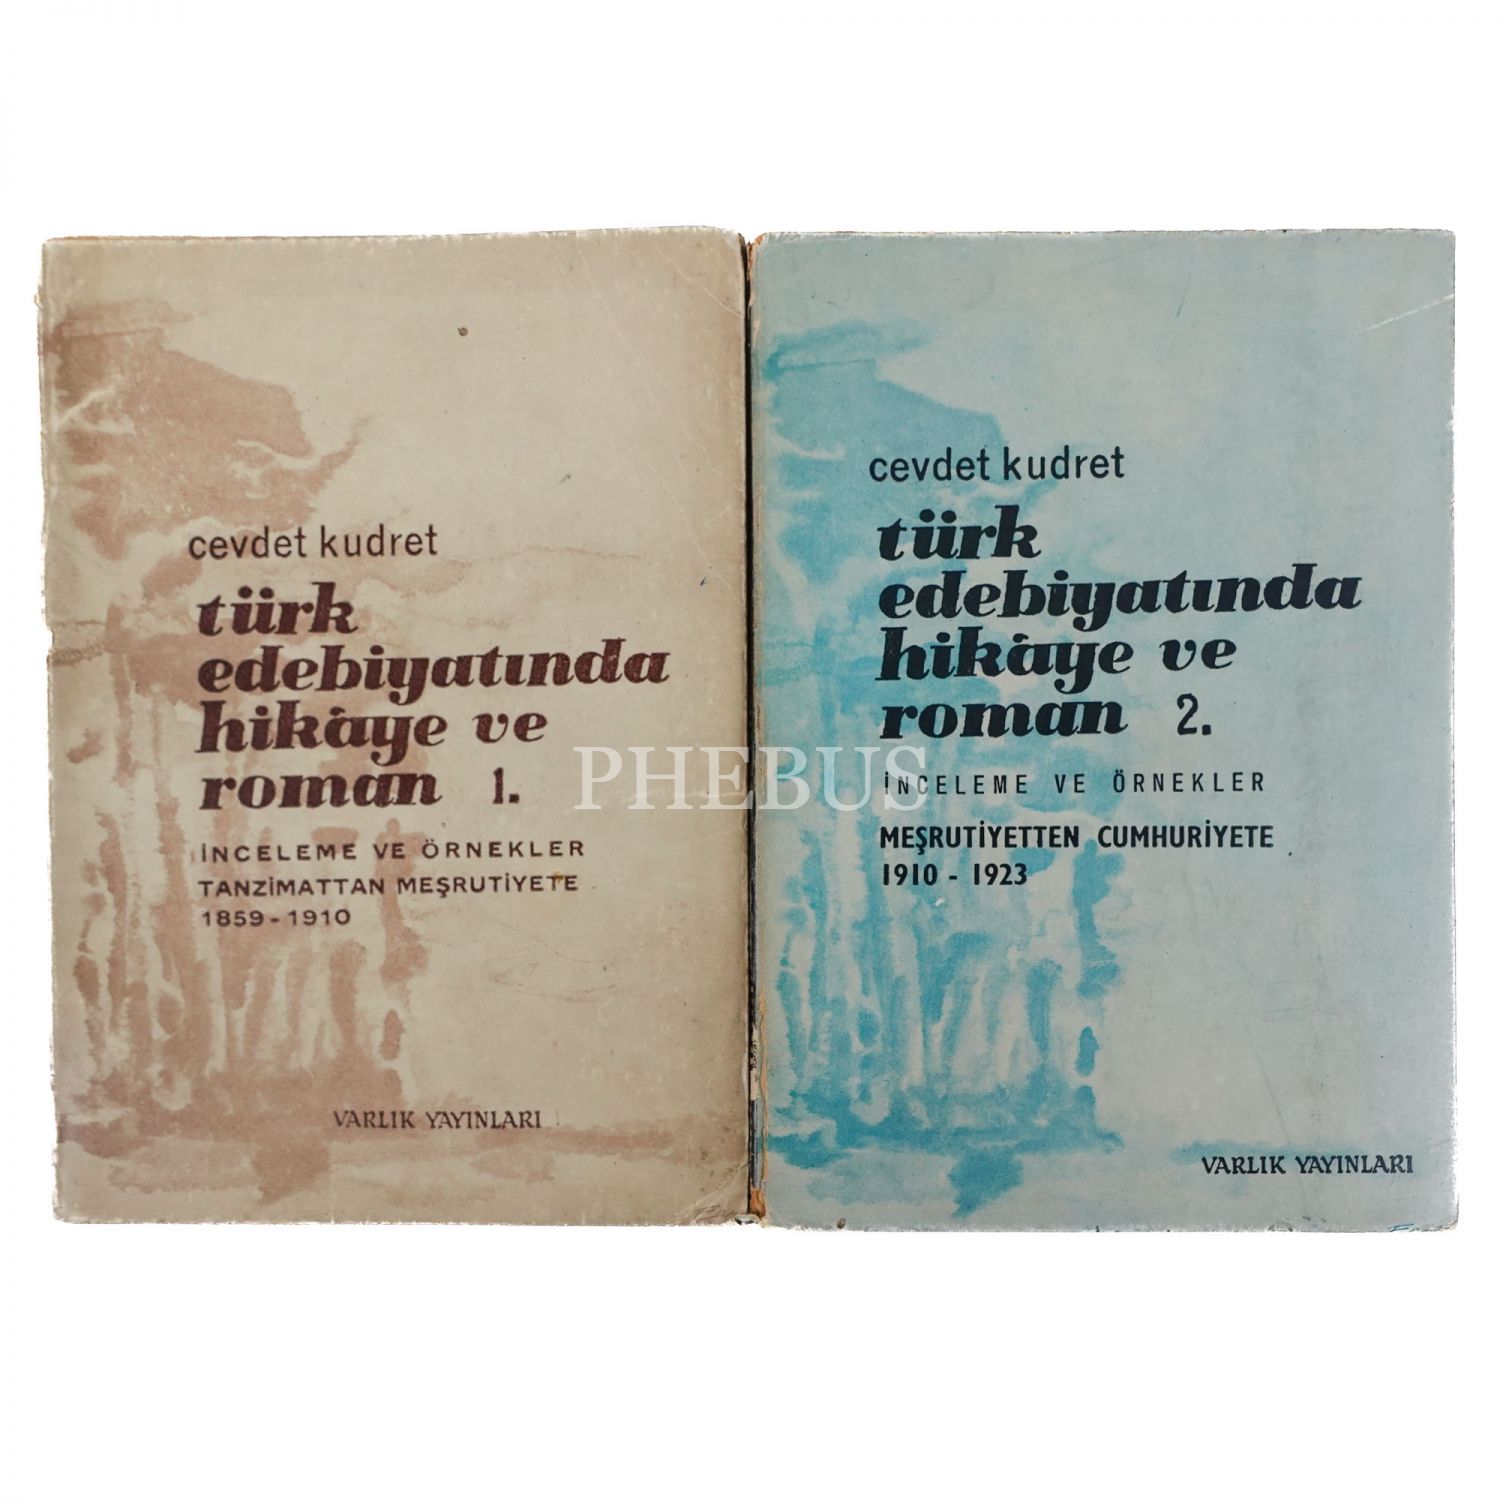 cevdet kudret
türk
edebiyatında
hikâye ve
roman 1.
İNCELEME VE ÖRNEKLER
TANZİMATTAN MEŞRUTİYETE
1859-1910
VARLIK YAYINLARI
cevdet kudret
türk
edebiyatında
hikâye ve
roman 2.
İNCELEME VE ÖRNEKLER
MEŞRUTİYETTEN CUMHURİYETE
1910 - 1923
VARLIK YAYINLARI
PHEBUS